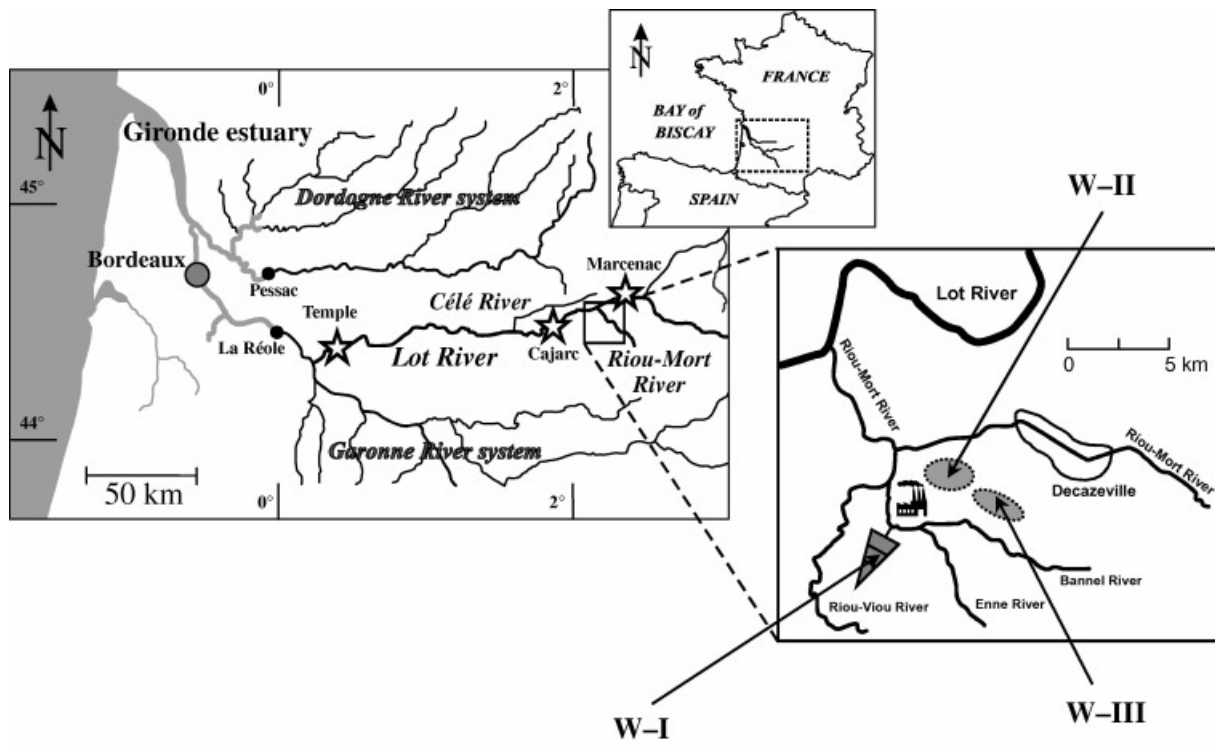 N
FRANCE
BAY of
BISCAY
SPAIN
0°
2°
N
Gironde estuary
45°
Dordogne River system
Bordeaux
Pessac
Marcenac
Célé River
Temple
La Réole
Lot River
Cajarc
Riou-Mort
River
44°
Garonne River system
50 km
0°
2°
W–II
Lot River
0
5 km
Riou-Mort River
Riou-Mort River
Decazeville
Bannel River
Riou-Viou River
Enne River
W–I
W–III